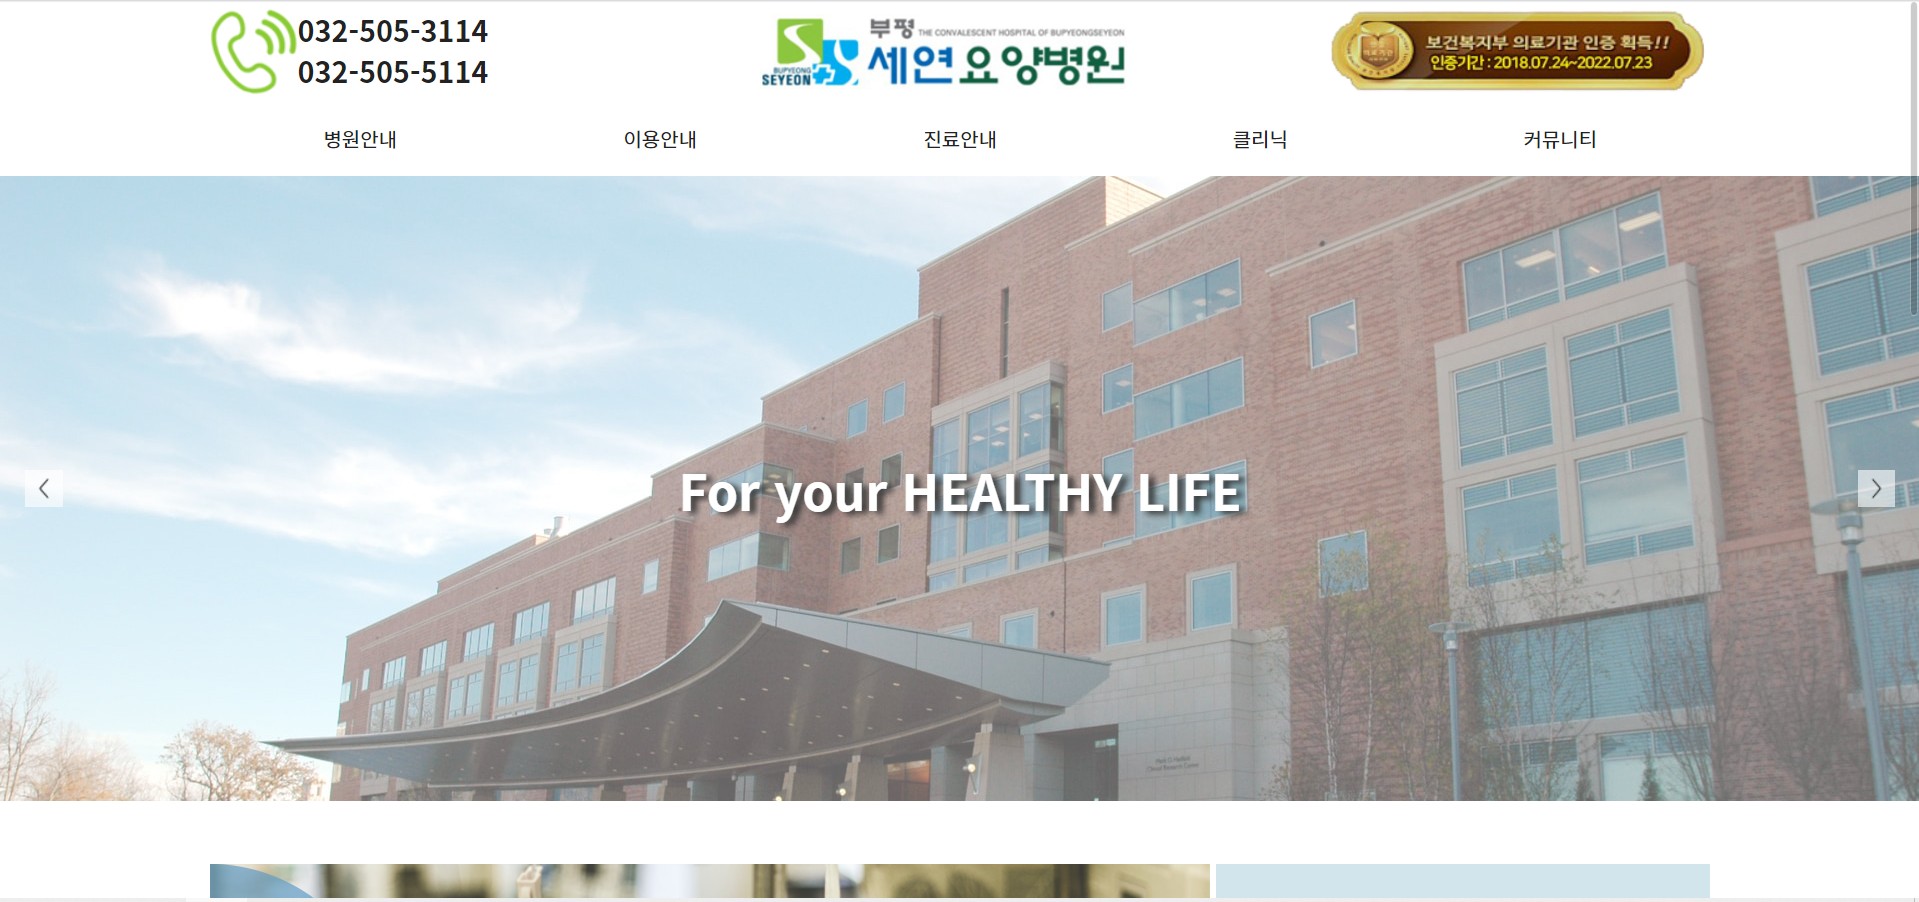 032-505-3114
032-505-5114
BUPYEONG
SEYEON
부평 THE CONVALESCENT HOSPITAL OF BUPYEONGSEYEON
세연요양병원
보건복지부 의료기관 인증 획득!!
인증기간 : 2018.07.24~2022.07.23
병원안내
이용안내
진료안내
클리닉
커뮤니티
For your HEALTHY LIFE